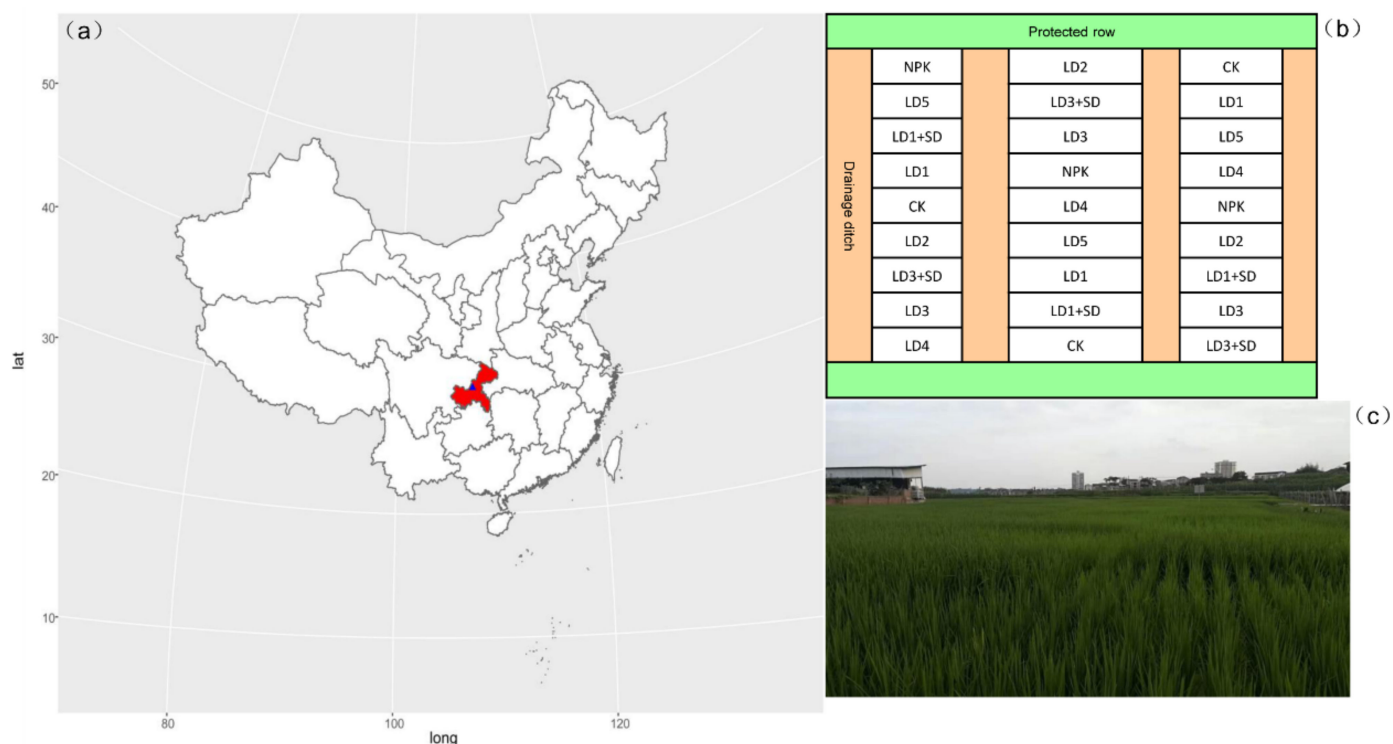 （a）
50
40
30
20
10
lat
80
100
120
long
（b）
Protected row
Drainage ditch
NPK LD2 CK
LD5 LD3+SD LD1
LD1+SD LD3 LD5
LD1 NPK LD4
CK LD4 NPK
LD2 LD5 LD2
LD3+SD LD1 LD1+SD
LD3 LD1+SD LD3
LD4 CK LD3+SD
（c）